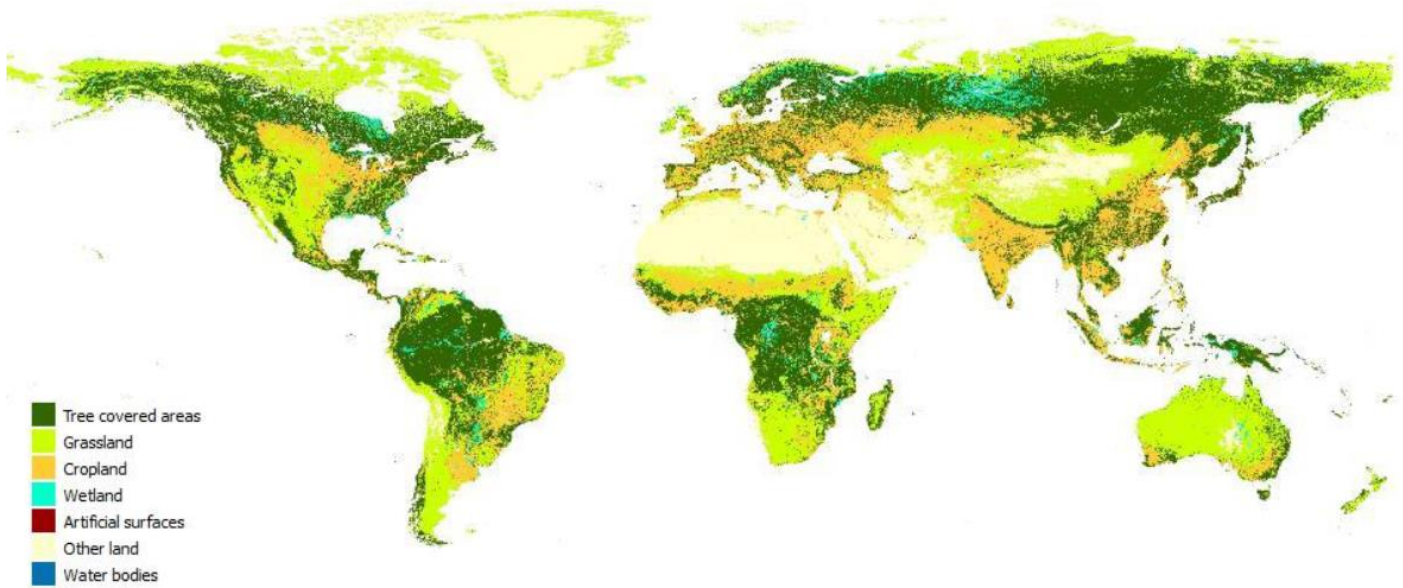 Tree covered areas
Grassland
Cropland
Wetland
Artificial surfaces
Other land
Water bodies